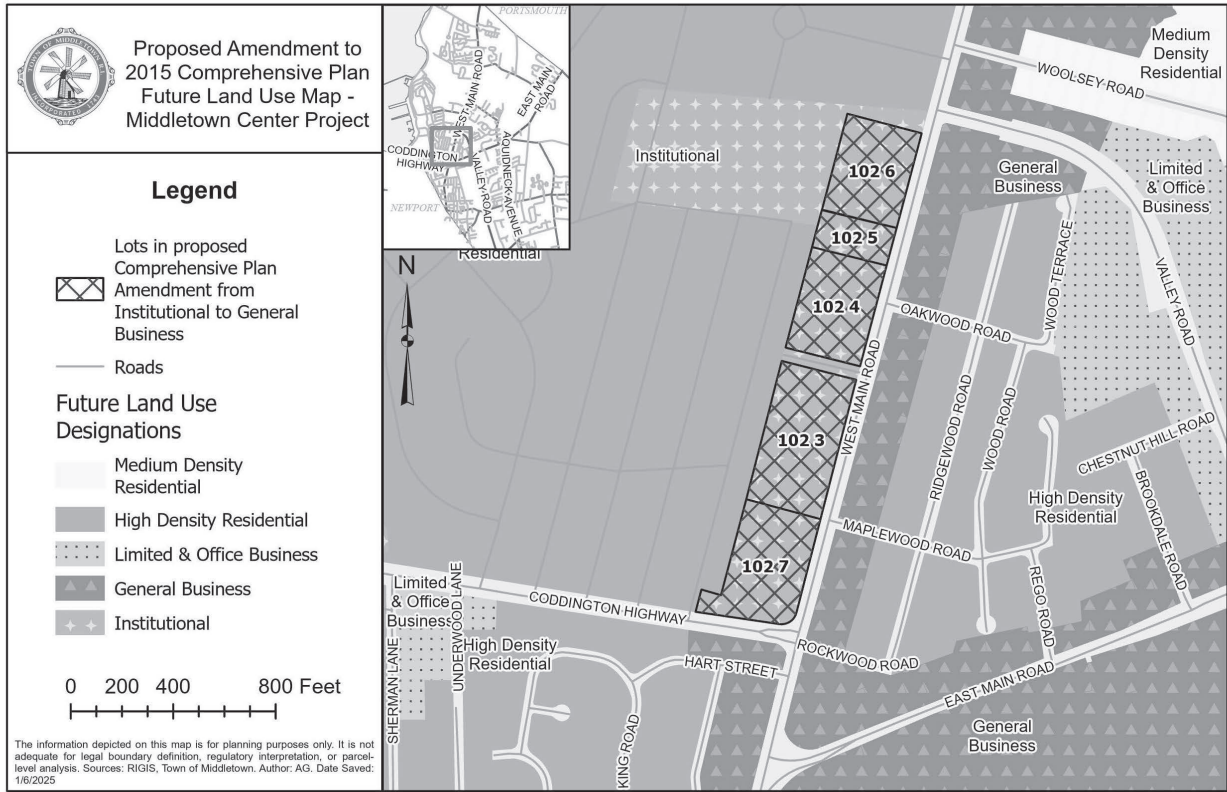 TOWN OF MIDDLETOWN
INCORPORATED 1743
Proposed Amendment to
2015 Comprehensive Plan
Future Land Use Map -
Middletown Center Project
Legend
Lots in proposed
Comprehensive Plan
Amendment from
Institutional to General
Business
Roads
Future Land Use
Designations
Medium Density
Residential
High Density Residential
Limited & Office Business
General Business
Institutional
0 200 400 800 Feet
The information depicted on this map is for planning purposes only. It is not
adequate for legal boundary definition, regulatory interpretation, or parcel-
level analysis. Sources: RIGIS, Town of Middletown. Author: AG. Date Saved:
1/6/2025
PORTSMOUTH
WEST MAIN ROAD
EAST MAIN
ROAD
CODDINGTON
HIGHWAY
VALLEY ROAD
AQUIDNECK AVENUE
NEWPORT
Residential
N
Medium
Density
Residential
WOOLSEY ROAD
Institutional
General
Business
Limited
& Office
Business
102 6
102 5
102 4
102 3
102 7
OAKWOOD ROAD
WOOD TERRACE
VALLEY ROAD
WEST MAIN ROAD
RIDGEWOOD ROAD
WOOD ROAD
CHESTNUT HILL ROAD
BROOKDALE ROAD
High Density
Residential
MAPLEWOOD ROAD
REGO ROAD
Limited
& Office
Business
UNDERWOOD LANE
SHERMAN LANE
CODDINGTON HIGHWAY
High Density
Residential
HART STREET
ROCKWOOD ROAD
KING ROAD
EAST MAIN ROAD
General
Business